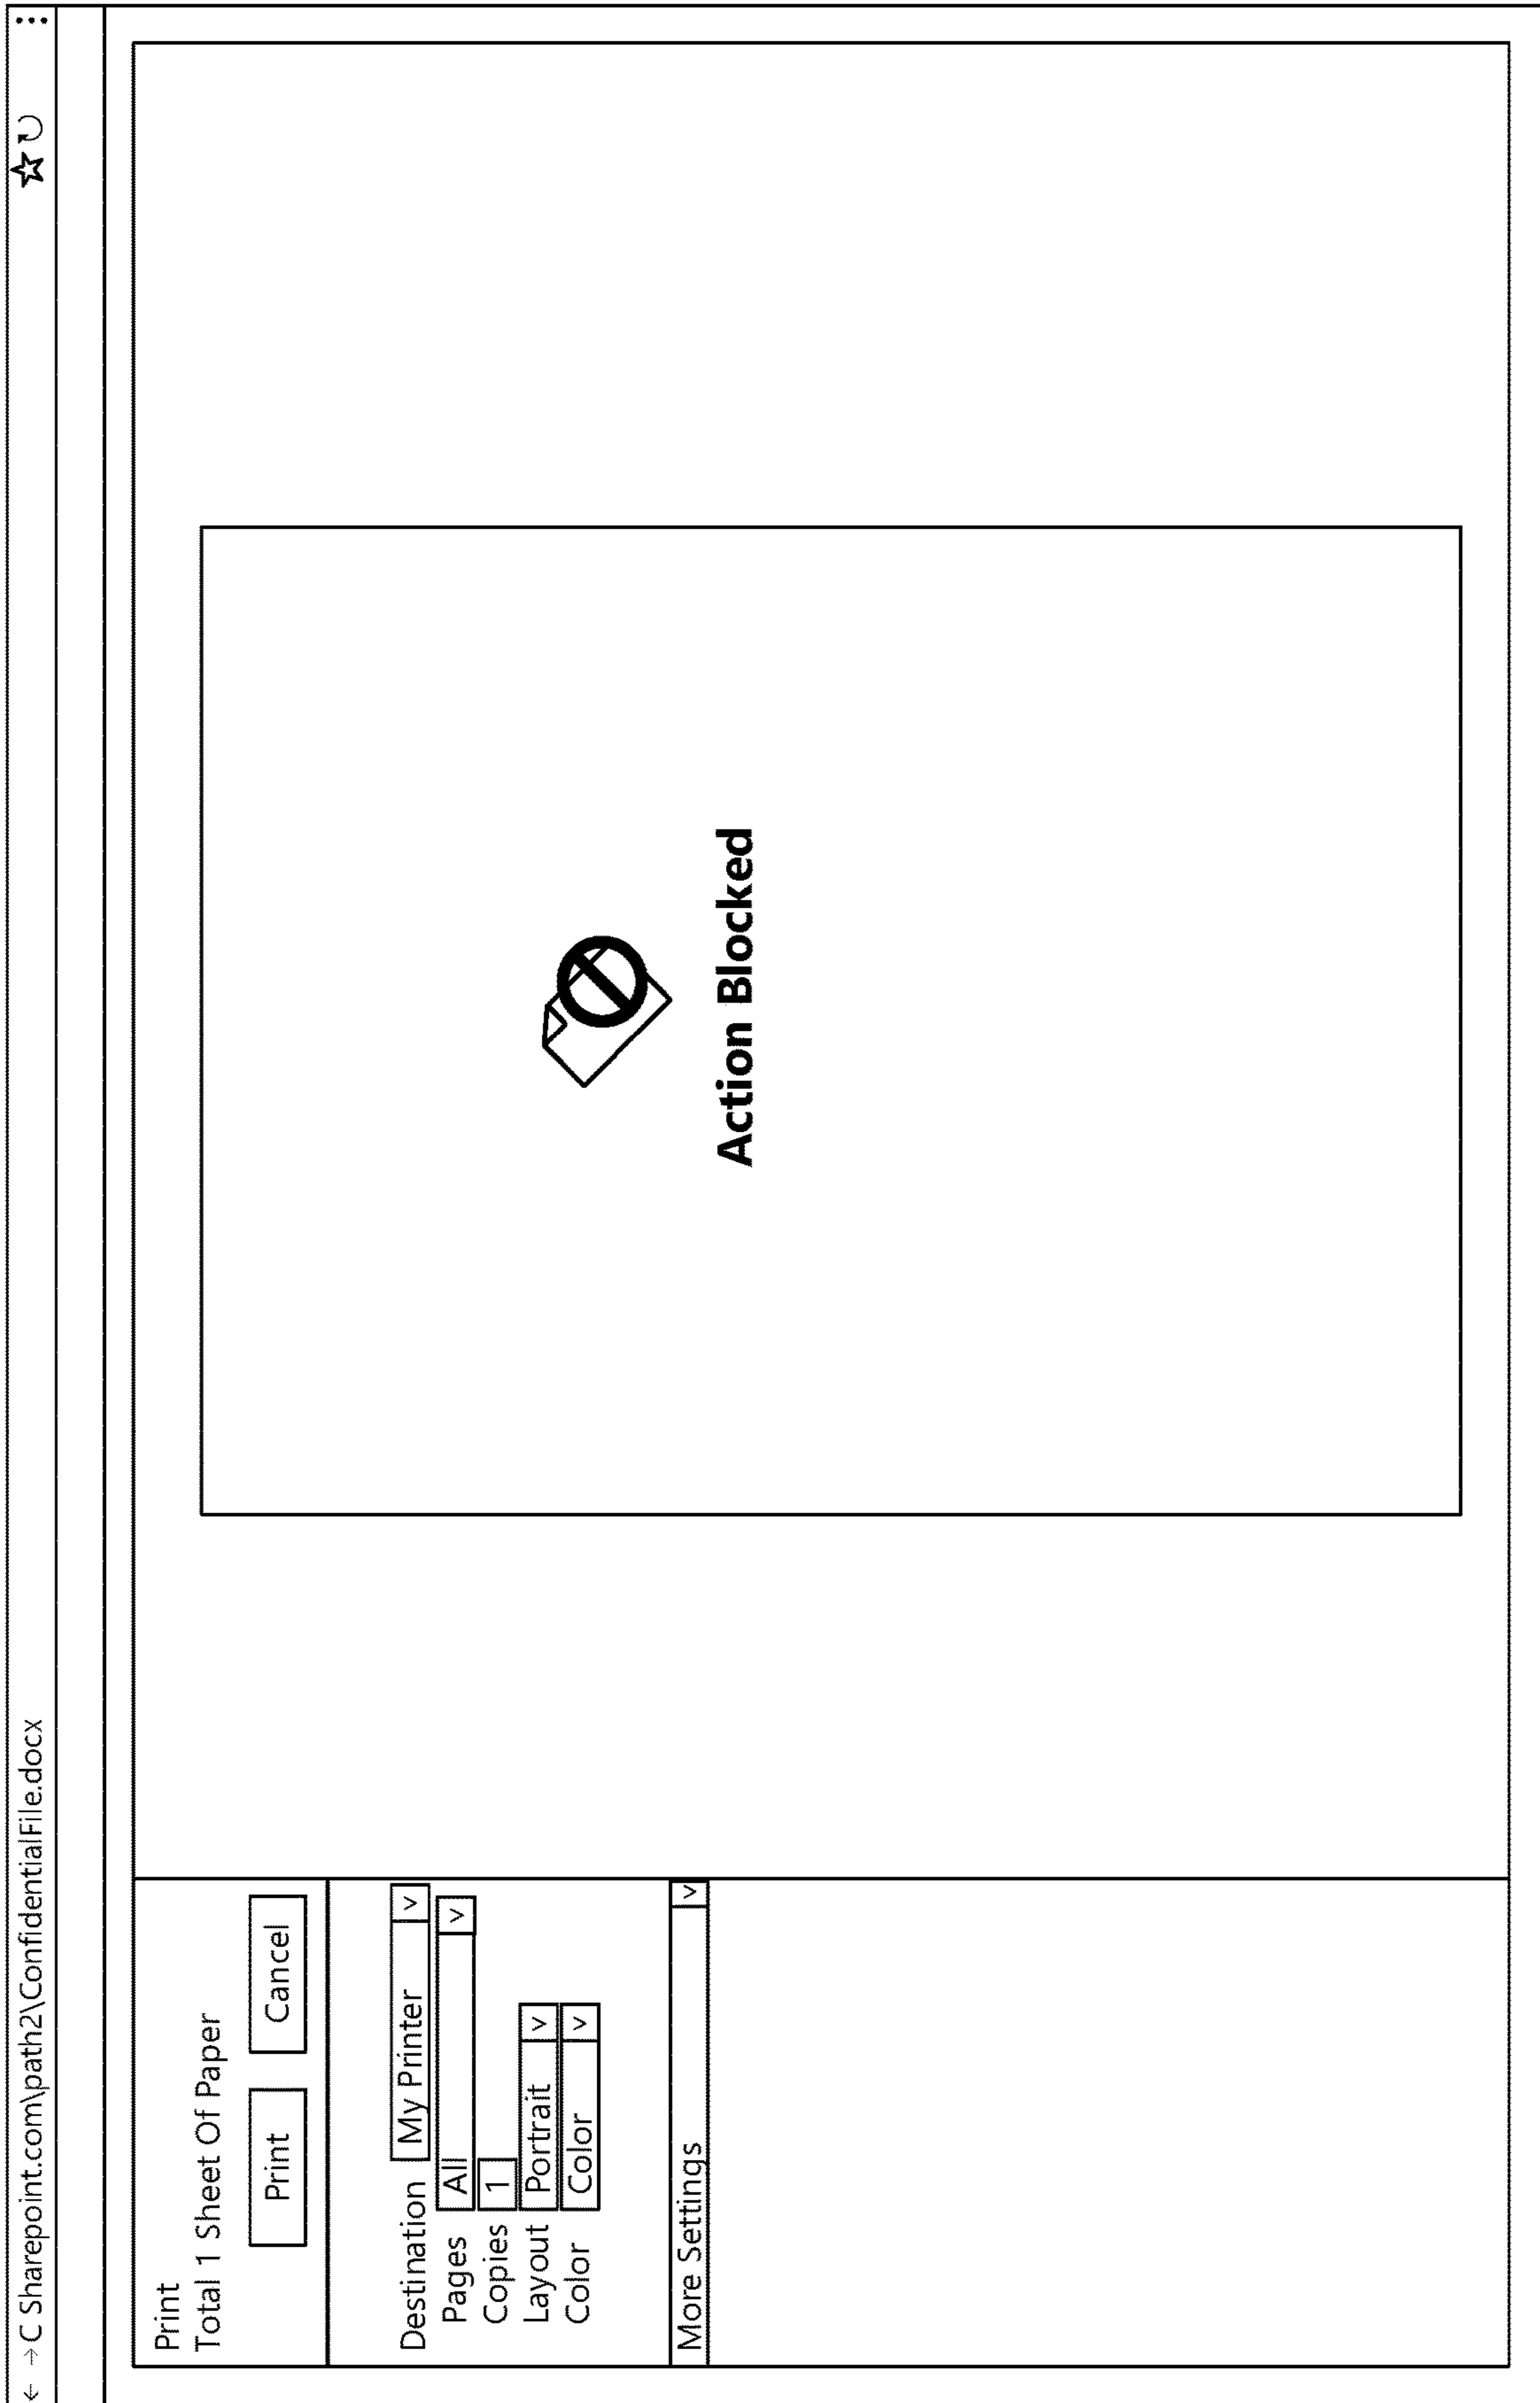 ← → C Sharepoint.com\path2\ConfidentialFile.docx
Print
Total 1 Sheet Of Paper
Print Cancel
Destination My Printer
Pages All
Copies 1
Layout Portrait
Color Color
More Settings
Action Blocked